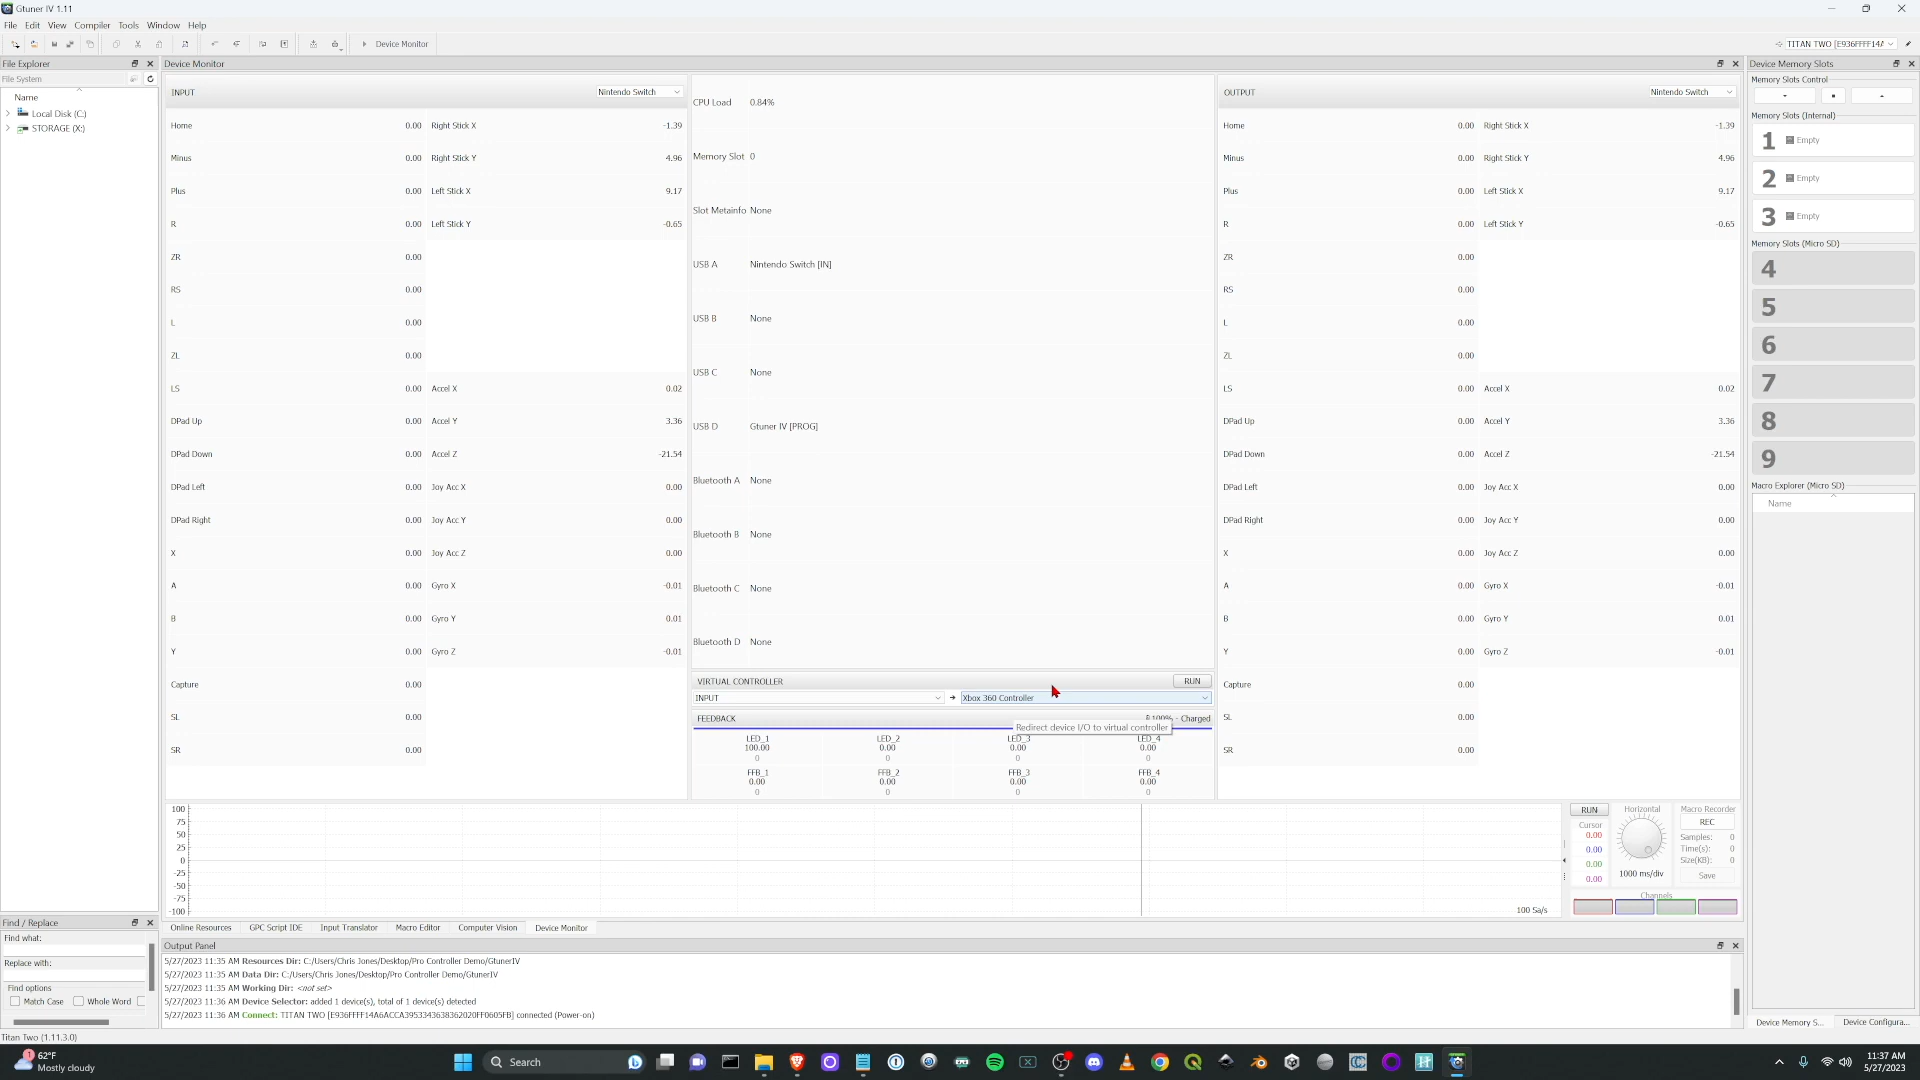 Gtuner IV 1.11
File Edit View Compiler Tools Window Help
Device Monitor
TITAN TWO [E936FFFF14
File Explorer
Device Monitor
Device Memory Slots
File System
Name
Local Disk (C:)
STORAGE (X:)
INPUT Nintendo Switch
Home 0.00 Right Stick X -1.39
Minus 0.00 Right Stick Y 4.96
Plus 0.00 Left Stick X 9.17
R 0.00 Left Stick Y -0.65
ZR 0.00
RS 0.00
L 0.00
ZL 0.00
LS 0.00 Accel X 0.02
DPad Up 0.00 Accel Y 3.36
DPad Down 0.00 Accel Z -21.54
DPad Left 0.00 Joy Acc X 0.00
DPad Right 0.00 Joy Acc Y 0.00
X 0.00 Joy Acc Z 0.00
A 0.00 Gyro X -0.01
B 0.00 Gyro Y 0.01
Y 0.00 Gyro Z -0.01
Capture 0.00
SL 0.00
SR 0.00
CPU Load 0.84%
Memory Slot 0
Slot Metainfo None
USB A Nintendo Switch [IN]
USB B None
USB C None
USB D Gtuner IV [PROG]
Bluetooth A None
Bluetooth B None
Bluetooth C None
Bluetooth D None
VIRTUAL CONTROLLER RUN
INPUT Xbox 360 Controller
FEEDBACK 100% - Charged
Redirect device I/O to virtual controller
LED_1 LED_2 LED_3 LED_4
100.00 0.00 0.00 0.00
0 0 0 0
FFB_1 FFB_2 FFB_3 FFB_4
0.00 0.00 0.00 0.00
0 0 0 0
OUTPUT Nintendo Switch
Home 0.00 Right Stick X -1.39
Minus 0.00 Right Stick Y 4.96
Plus 0.00 Left Stick X 9.17
R 0.00 Left Stick Y -0.65
ZR 0.00
RS 0.00
L 0.00
ZL 0.00
LS 0.00 Accel X 0.02
DPad Up 0.00 Accel Y 3.36
DPad Down 0.00 Accel Z -21.54
DPad Left 0.00 Joy Acc X 0.00
DPad Right 0.00 Joy Acc Y 0.00
X 0.00 Joy Acc Z 0.00
A 0.00 Gyro X -0.01
B 0.00 Gyro Y 0.01
Y 0.00 Gyro Z -0.01
Capture 0.00
SL 0.00
SR 0.00
Memory Slots Control
Memory Slots (Internal)
1 Empty
2 Empty
3 Empty
Memory Slots (Micro SD)
4
5
6
7
8
9
Macro Explorer (Micro SD)
Name
100
75
50
25
0
-25
-50
-75
-100
100 Sa/s
RUN
Cursor
0.00
0.00
0.00
0.00
Horizontal
1000 ms/div
Macro Recorder
REC
Samples: 0
Time(s): 0
Size(KB): 0
Save
Channels
Online Resources GPC Script IDE Input Translator Macro Editor Computer Vision Device Monitor
Find / Replace
Find what:
Replace with:
Find options
Match Case Whole Word
Output Panel
5/27/2023 11:35 AM Resources Dir: C:/Users/Chris Jones/Desktop/Pro Controller Demo/GtunerIV
5/27/2023 11:35 AM Data Dir: C:/Users/Chris Jones/Desktop/Pro Controller Demo/GtunerIV
5/27/2023 11:35 AM Working Dir: <not set>
5/27/2023 11:36 AM Device Selector: added 1 device(s), total of 1 device(s) detected
5/27/2023 11:36 AM Connect: TITAN TWO [E936FFFF14A6ACCA3953343638362020FF0605FB] connected (Power-on)
Device Memory S... Device Configura...
Titan Two (1.11.3.0)
1
62°F
Mostly cloudy
Search
11:37 AM
5/27/2023